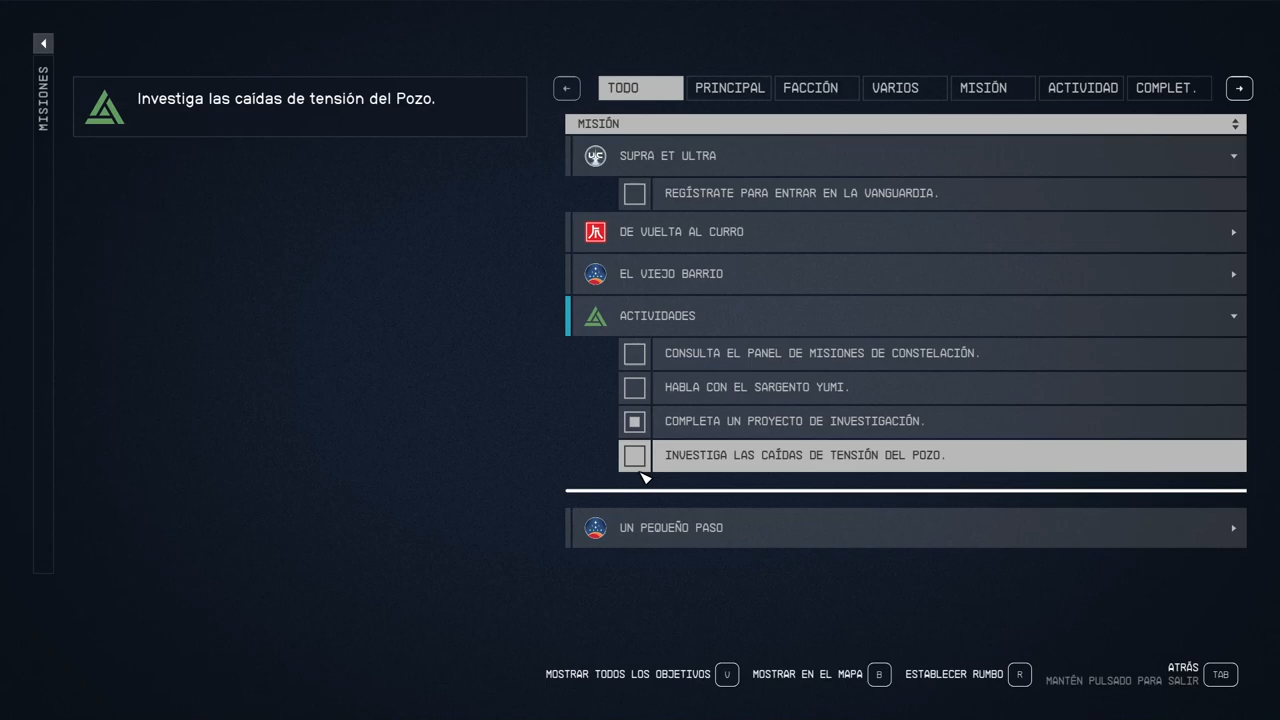 MISIONES
Investiga las caídas de tensión del Pozo.
TODO
PRINCIPAL
FACCIÓN
VARIOS
MISIÓN
ACTIVIDAD
COMPLET.
MISIÓN
SUPRA ET ULTRA
REGÍSTRATE PARA ENTRAR EN LA VANGUARDIA.
DE VUELTA AL CURRO
EL VIEJO BARRIO
ACTIVIDADES
CONSULTA EL PANEL DE MISIONES DE CONSTELACIÓN.
HABLA CON EL SARGENTO YUMI.
COMPLETA UN PROYECTO DE INVESTIGACIÓN.
INVESTIGA LAS CAÍDAS DE TENSIÓN DEL POZO.
UN PEQUEÑO PASO
MOSTRAR TODOS LOS OBJETIVOS V
MOSTRAR EN EL MAPA B
ESTABLECER RUMBO R
ATRÁS
MANTÉN PULSADO PARA SALIR TAB